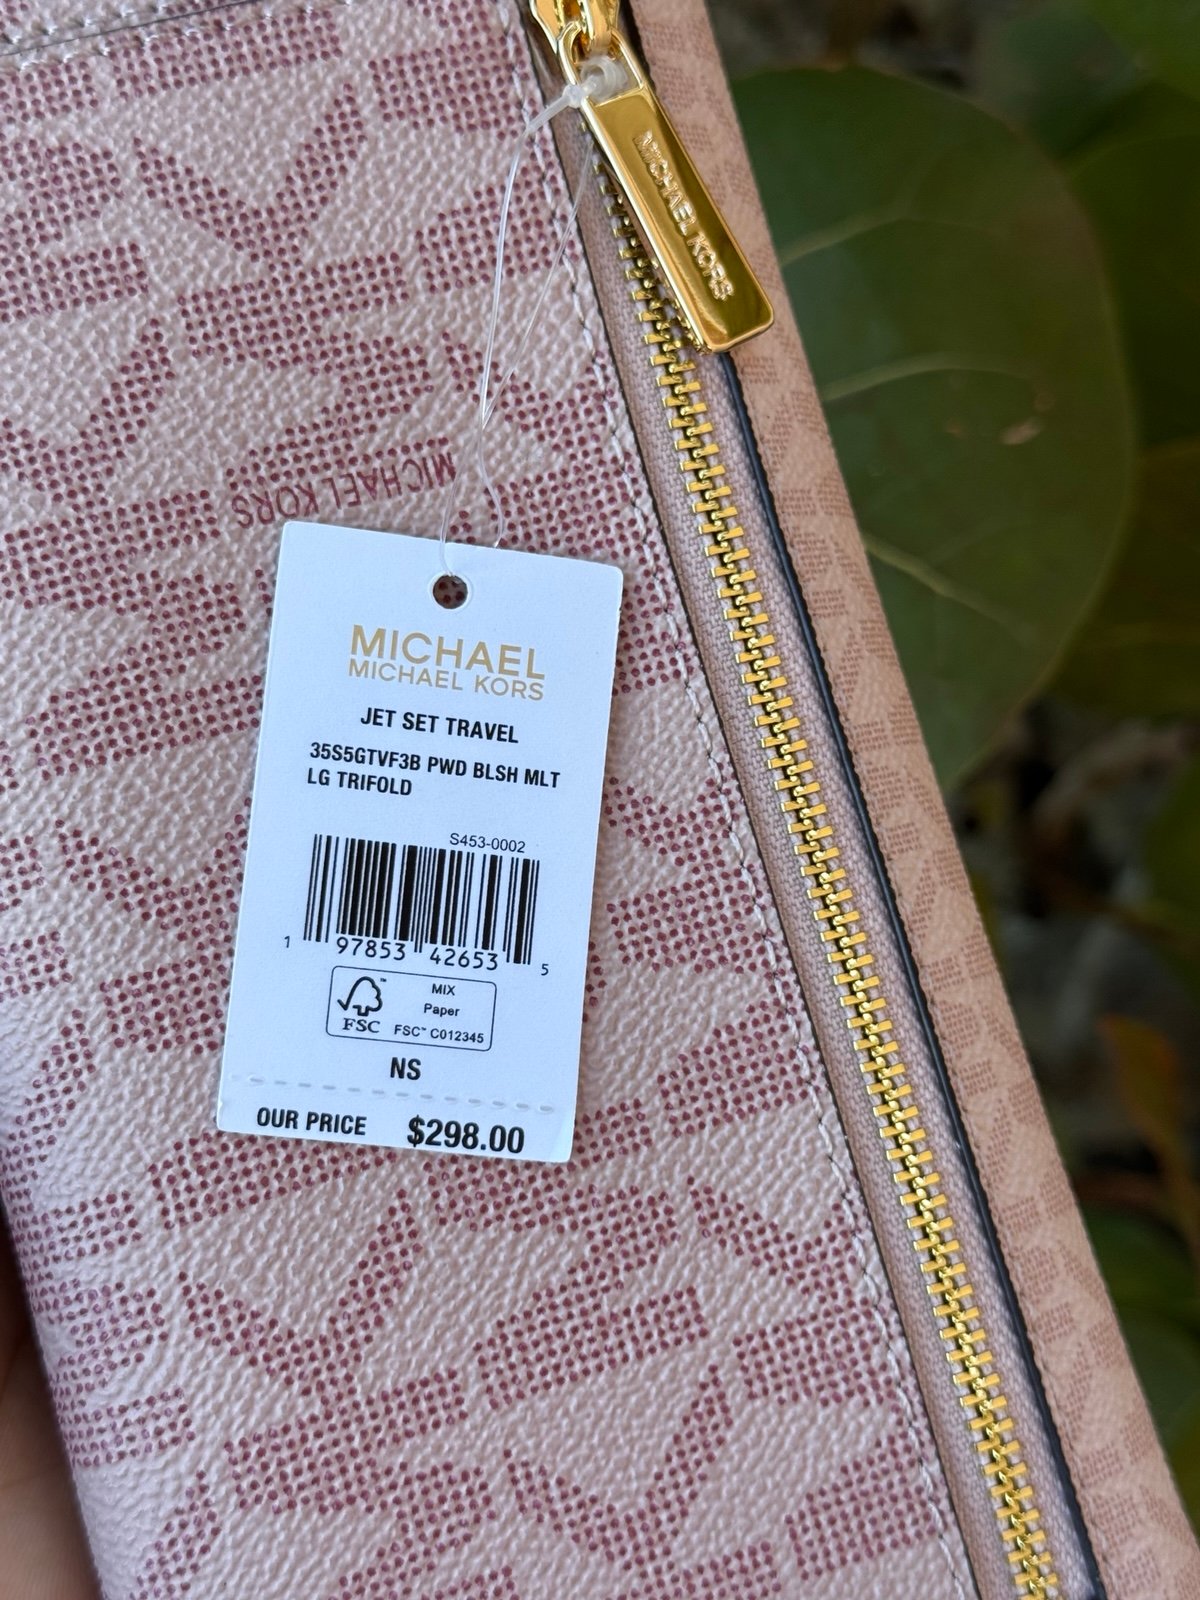 MICHAEL KORS
MICHAEL KORS
MICHAEL
MICHAEL KORS
JET SET TRAVEL
35S5GTVF3B PWD BLSH MLT
LG TRIFOLD
S453-0002
1 97853 42653 5
MIX
Paper
FSC™ C012345
FSC™
NS
OUR PRICE $298.00